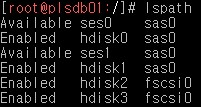 [root@plsdb01:/]# lspath
Available ses0   sas0
Enabled   hdisk0 sas0
Available ses1   sas0
Enabled   hdisk1 sas0
Enabled   hdisk2 fscsi0
Enabled   hdisk3 fscsi0